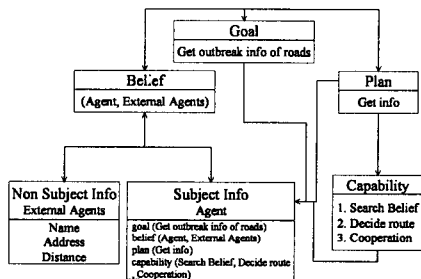 Goal
Get outbreak info of roads
Belief
(Agent, External Agents)
Plan
Get info
Non Subject Info
External Agents
Name
Address
Distance
Subject Info
Agent
goal (Get outbreak info of roads)
belief (Agent, External Agents)
plan (Get info)
capability (Search Belief, Decide route
, Cooperation)
Capability
1. Search Belief
2. Decide route
3. Cooperation